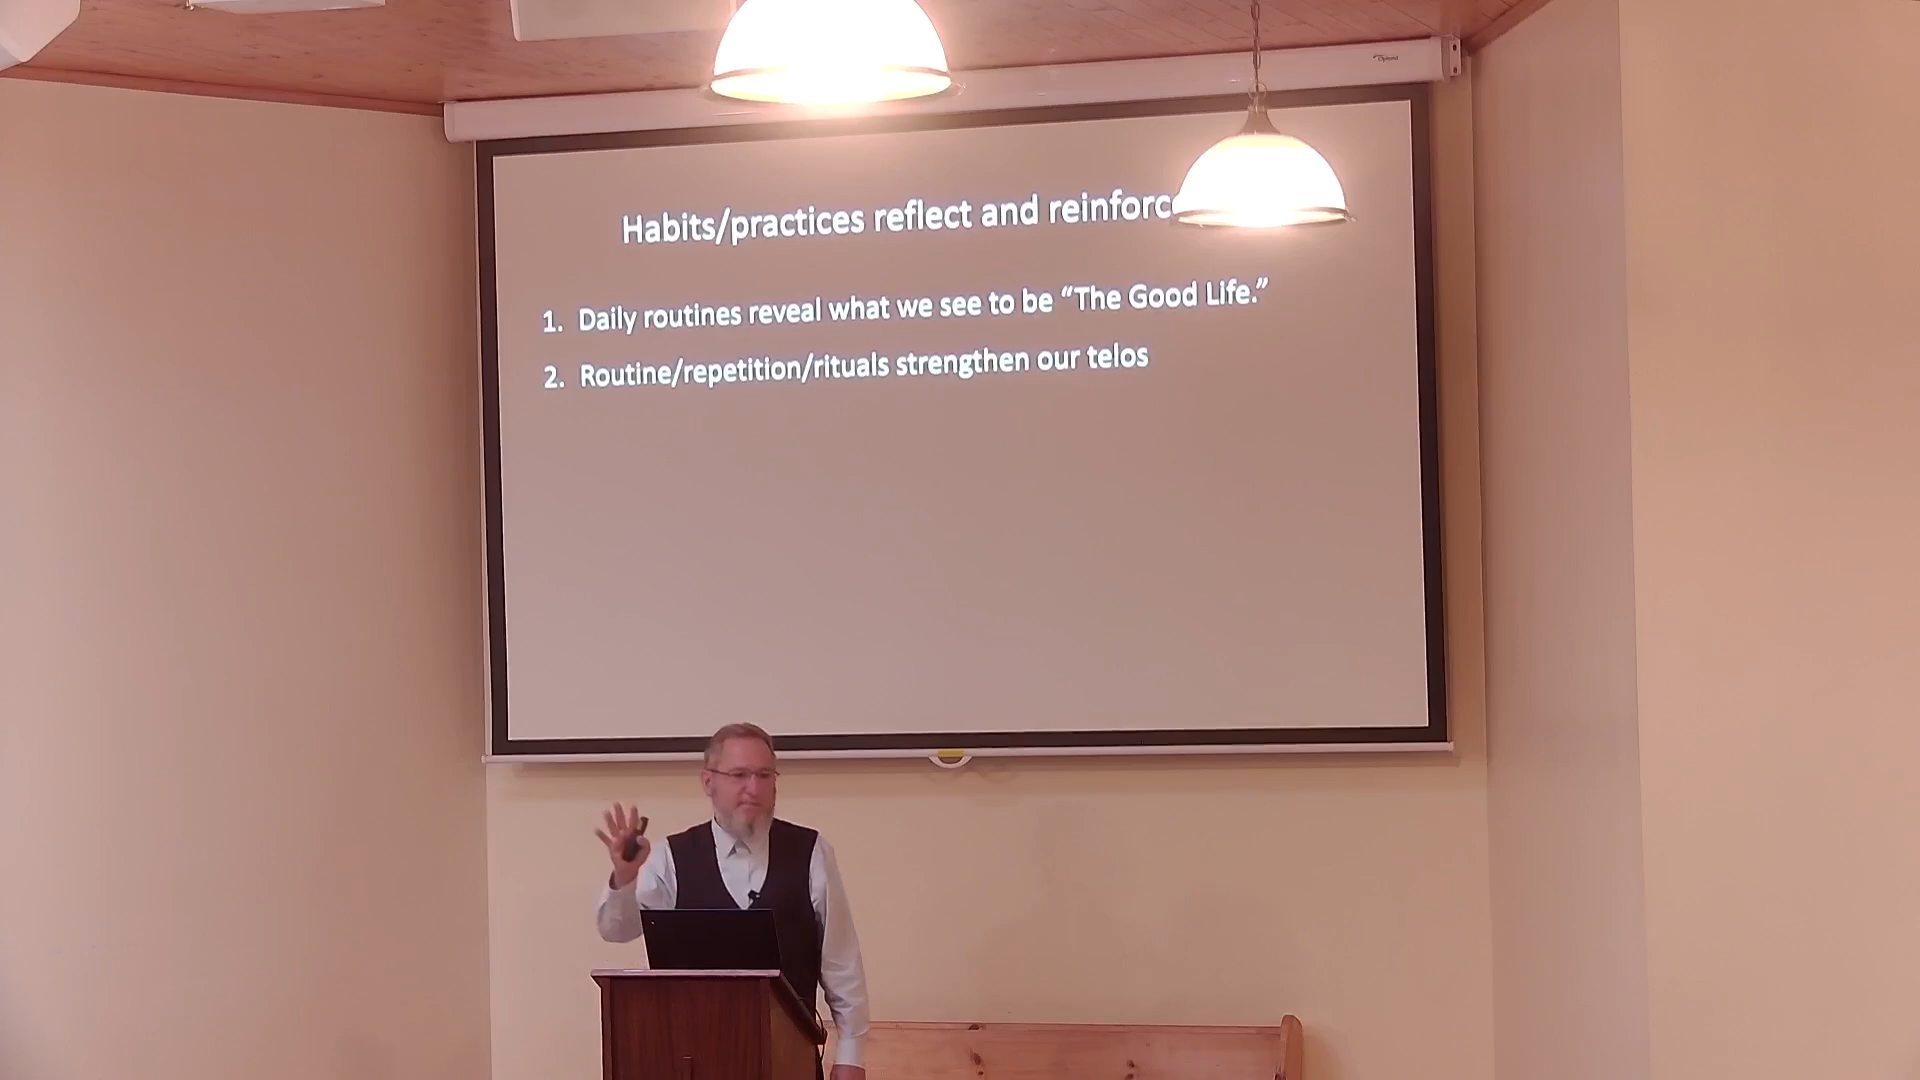 Habits/practices reflect and reinforce
1. Daily routines reveal what we see to be “The Good Life.”
2. Routine/repetition/rituals strengthen our telos